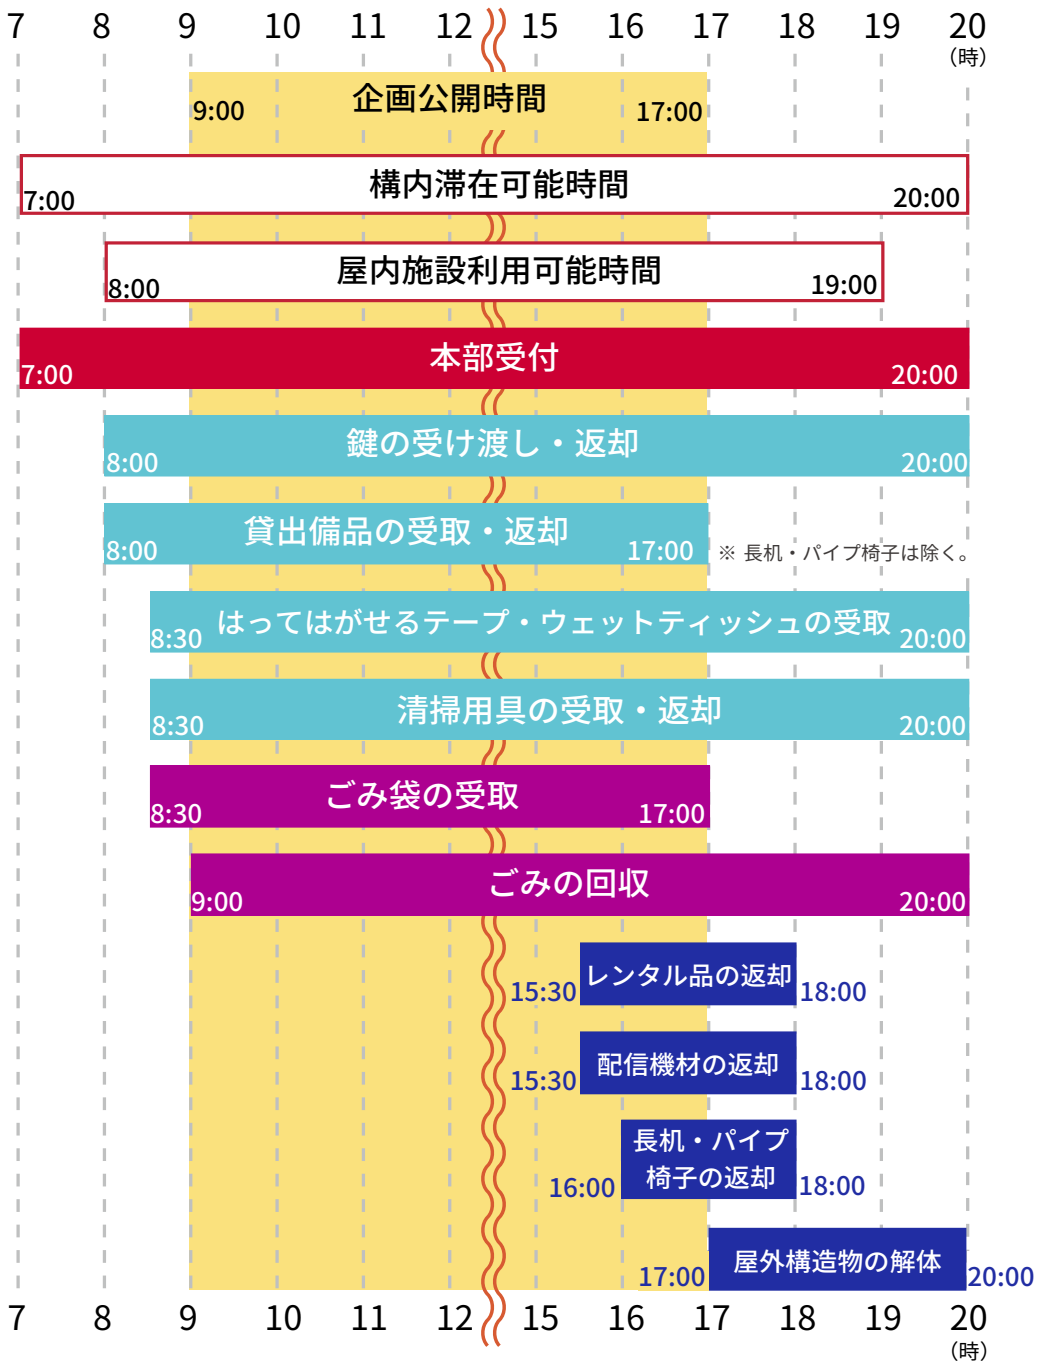 7 8 9 10 11 12 15 16 17 18 19 20
（時）
企画公開時間
9:00 17:00
構内滞在可能時間
7:00 20:00
屋内施設利用可能時間
8:00 19:00
本部受付
7:00 20:00
鍵の受け渡し・返却
8:00 20:00
貸出備品の受取・返却
8:00 17:00 ※ 長机・パイプ椅子は除く。
はってはがせるテープ・ウェットティッシュの受取
8:30 20:00
清掃用具の受取・返却
8:30 20:00
ごみ袋の受取
8:30 17:00
ごみの回収
9:00 20:00
レンタル品の返却
15:30 18:00
配信機材の返却
15:30 18:00
長机・パイプ
椅子の返却
16:00 18:00
屋外構造物の解体
17:00 20:00
7 8 9 10 11 12 15 16 17 18 19 20
（時）